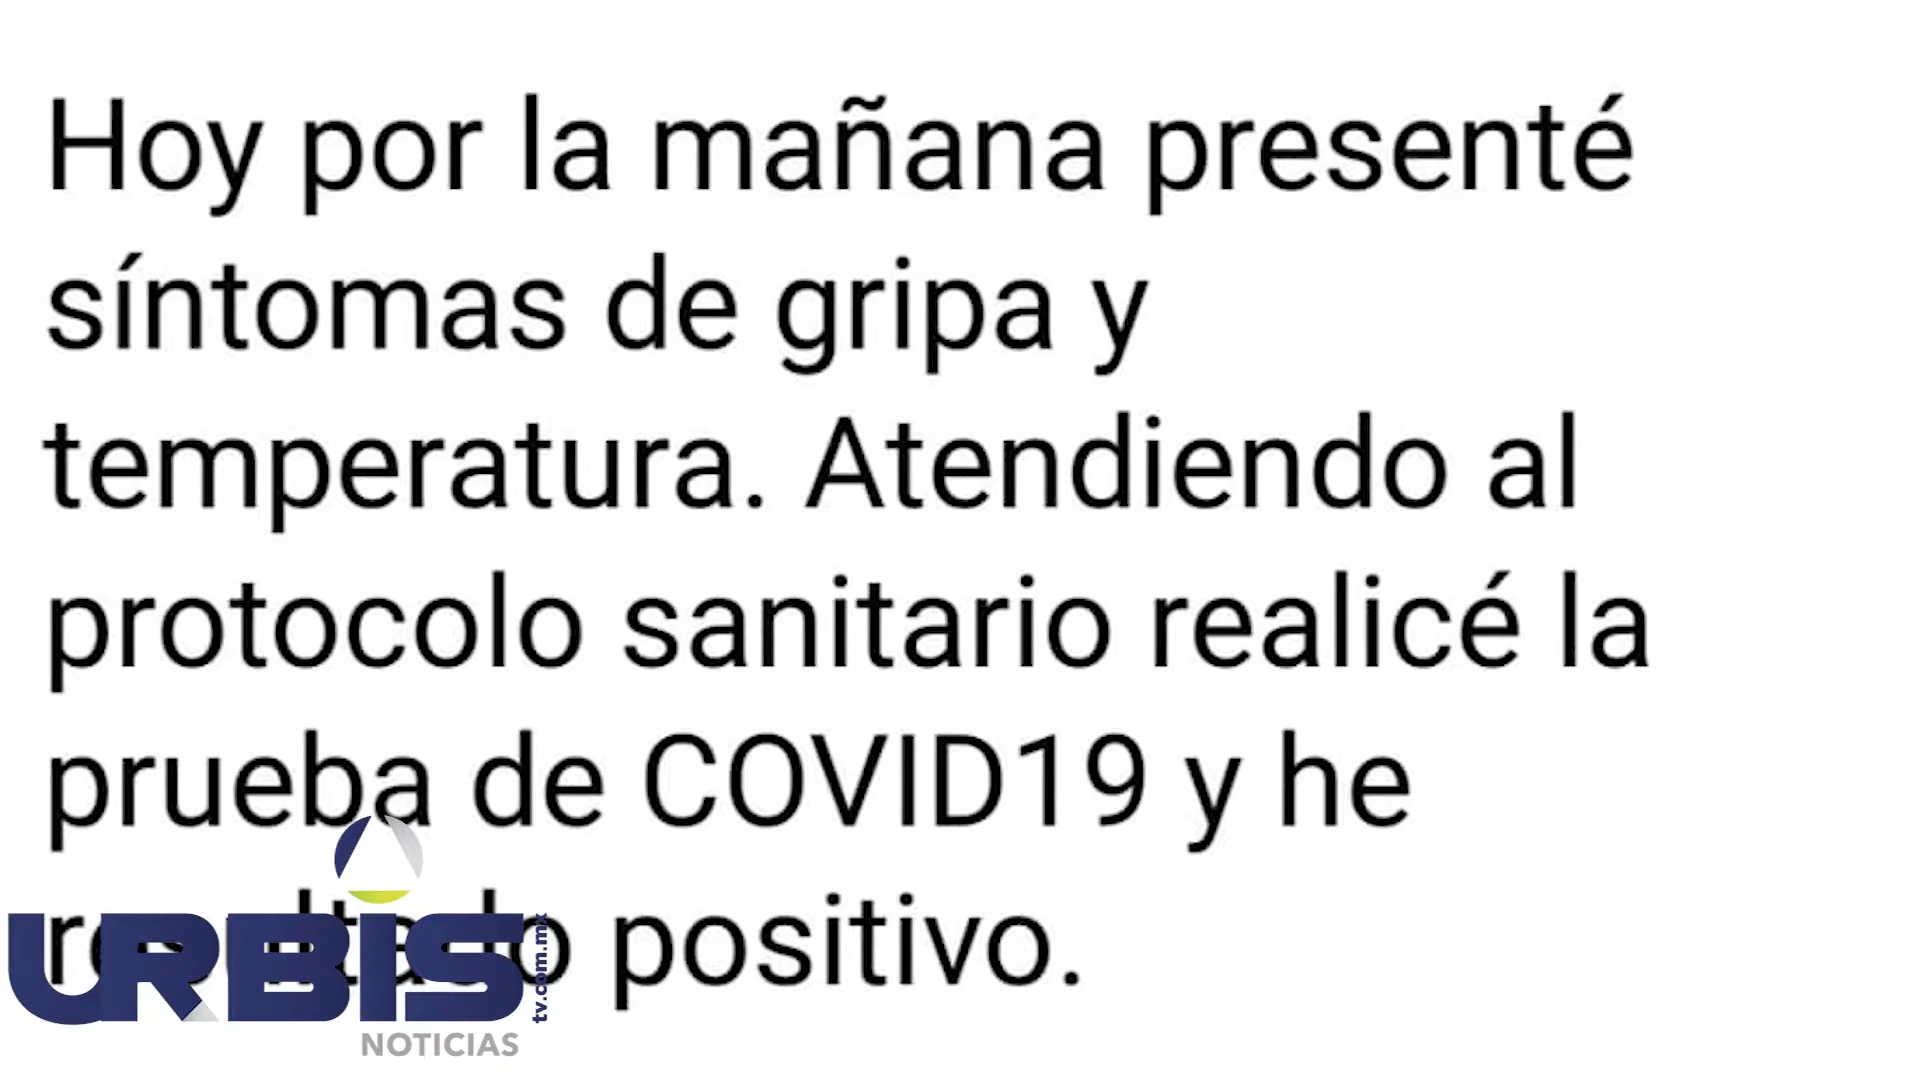 Hoy por la mañana presenté
síntomas de gripa y
temperatura. Atendiendo al
protocolo sanitario realicé la
prueba de COVID19 y he
resultado positivo.
URBIS
tv.com.mx
NOTICIAS